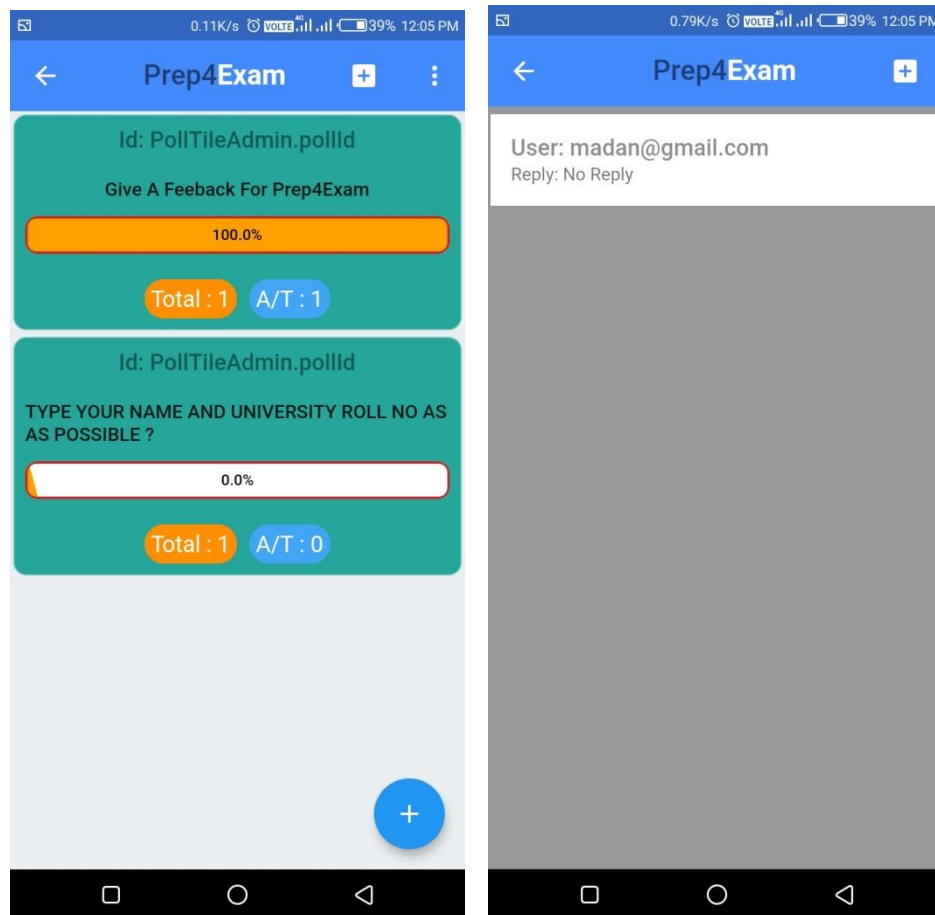 0.11K/s VOLTE 4G 39% 12:05 PM
Prep4Exam
Id: PollTileAdmin.pollId
Give A Feeback For Prep4Exam
100.0%
Total : 1 A/T : 1
Id: PollTileAdmin.pollId
TYPE YOUR NAME AND UNIVERSITY ROLL NO AS
AS POSSIBLE ?
0.0%
Total : 1 A/T : 0
+
0.79K/s VOLTE 4G 39% 12:05 PM
Prep4Exam
User: madan@gmail.com
Reply: No Reply